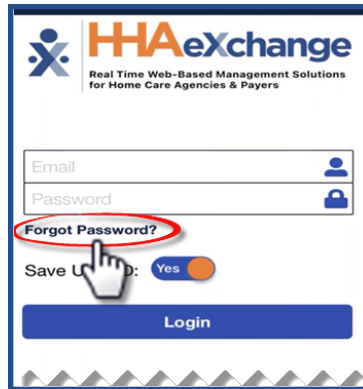 HHAeXchange
Real Time Web-Based Management Solutions
for Home Care Agencies & Payers
Email
Password
Forgot Password?
Save U D: Yes
Login